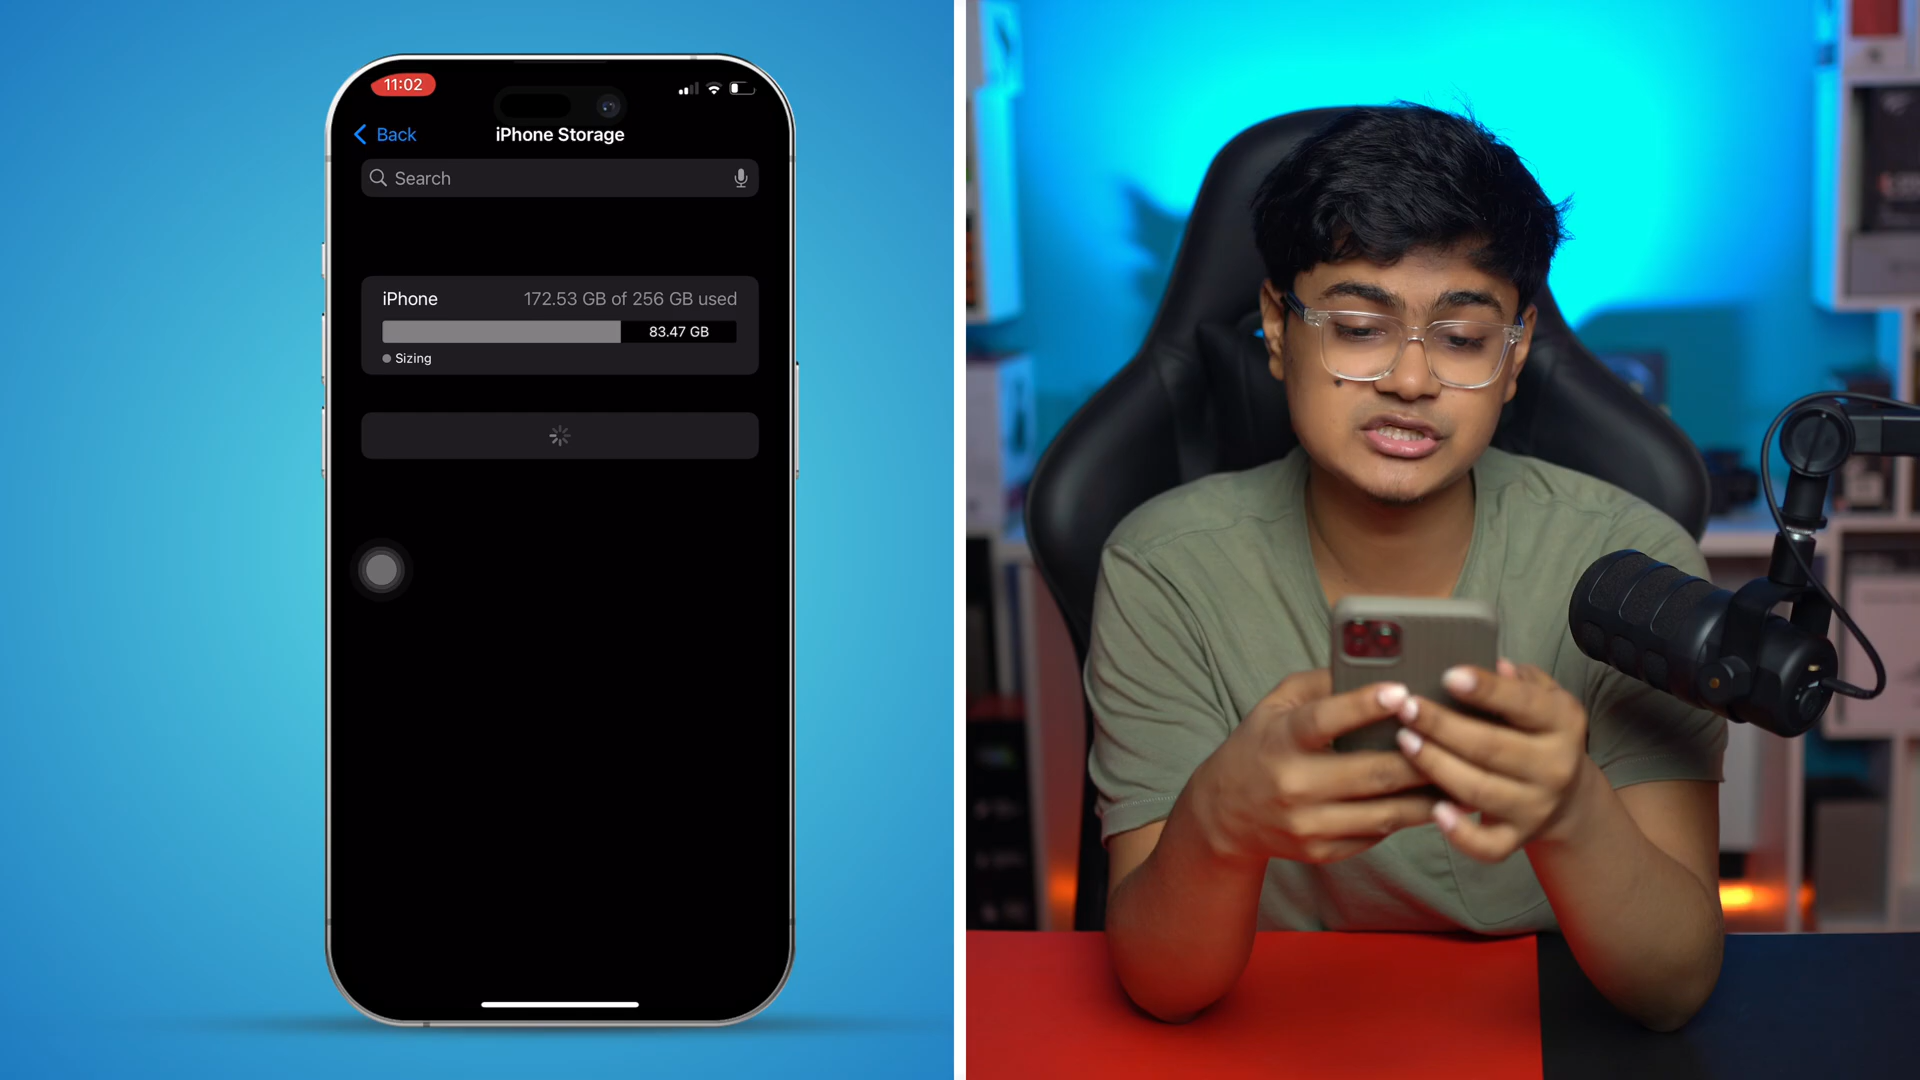 11:02
Back
iPhone Storage
Search
iPhone
172.53 GB of 256 GB used
83.47 GB
Sizing